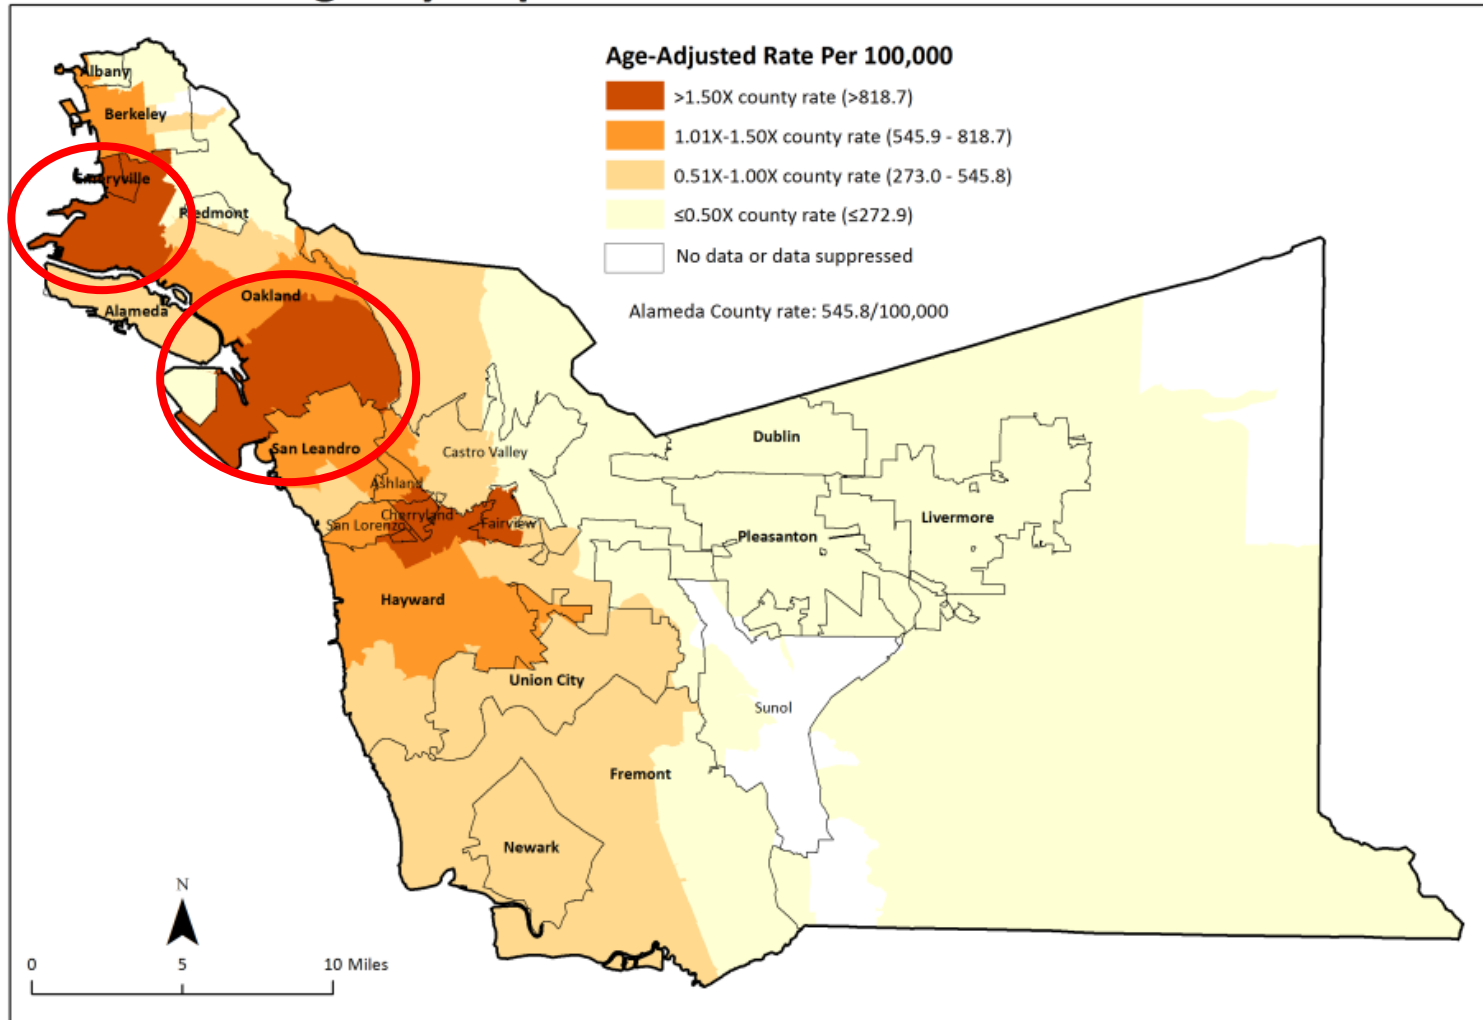 Age-Adjusted Rate Per 100,000
>1.50X county rate (>818.7)
1.01X-1.50X county rate (545.9 - 818.7)
0.51X-1.00X county rate (273.0 - 545.8)
≤0.50X county rate (≤272.9)
No data or data suppressed
Alameda County rate: 545.8/100,000
Albany
Berkeley
Emeryville
Piedmont
Oakland
Alameda
San Leandro
Castro Valley
Ashland
Cherryland
San Lorenzo
Fairview
Dublin
Livermore
Pleasanton
Hayward
Union City
Sunol
Fremont
Newark
N
0 5 10 Miles